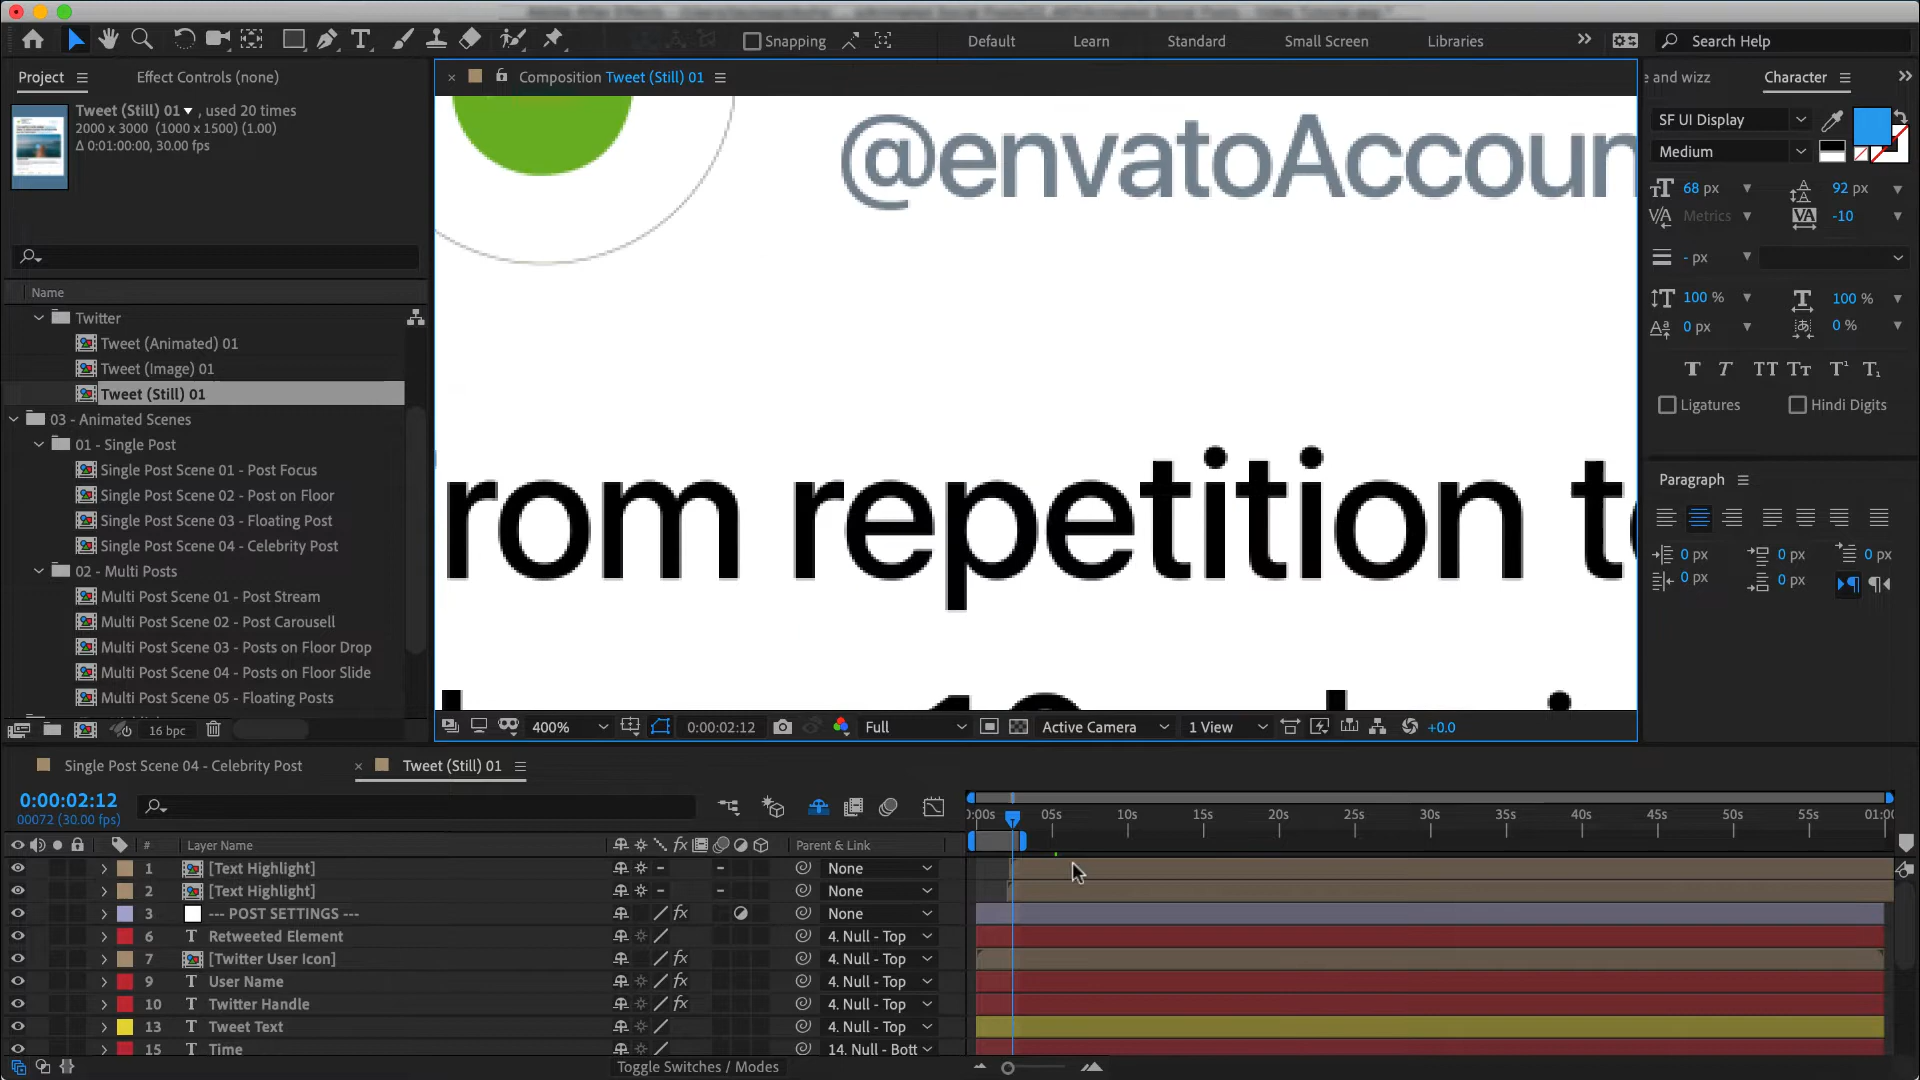 Snapping
Default
Learn
Standard
Small Screen
Libraries
Search Help
Project
Effect Controls (none)
Composition Tweet (Still) 01
e and wizz
Character
Tweet (Still) 01 , used 20 times
2000 x 3000 (1000 x 1500) (1.00)
Δ 0:01:00:00, 30.00 fps
Name
Twitter
Tweet (Animated) 01
Tweet (Image) 01
Tweet (Still) 01
03 - Animated Scenes
01 - Single Post
Single Post Scene 01 - Post Focus
Single Post Scene 02 - Post on Floor
Single Post Scene 03 - Floating Post
Single Post Scene 04 - Celebrity Post
02 - Multi Posts
Multi Post Scene 01 - Post Stream
Multi Post Scene 02 - Post Carousell
Multi Post Scene 03 - Posts on Floor Drop
Multi Post Scene 04 - Posts on Floor Slide
Multi Post Scene 05 - Floating Posts
16 bpc
@envatoAccoun
rom repetition t
400%
0:00:02:12
Full
Active Camera
1 View
+0.0
SF UI Display
Medium
68 px
92 px
Metrics
-10
- px
100 %
100 %
0 px
0 %
Ligatures
Hindi Digits
Paragraph
0 px
0 px
0 px
0 px
0 px
Single Post Scene 04 - Celebrity Post
Tweet (Still) 01
0:00:02:12
00072 (30.00 fps)
):00s
05s
10s
15s
20s
25s
30s
35s
40s
45s
50s
55s
01:0
#
Layer Name
Parent & Link
1 [Text Highlight] None
2 [Text Highlight] None
3 --- POST SETTINGS --- None
6 Retweeted Element 4. Null - Top
7 [Twitter User Icon] 4. Null - Top
9 User Name 4. Null - Top
10 Twitter Handle 4. Null - Top
13 Tweet Text 4. Null - Top
15 Time 14. Null - Bott
Toggle Switches / Modes